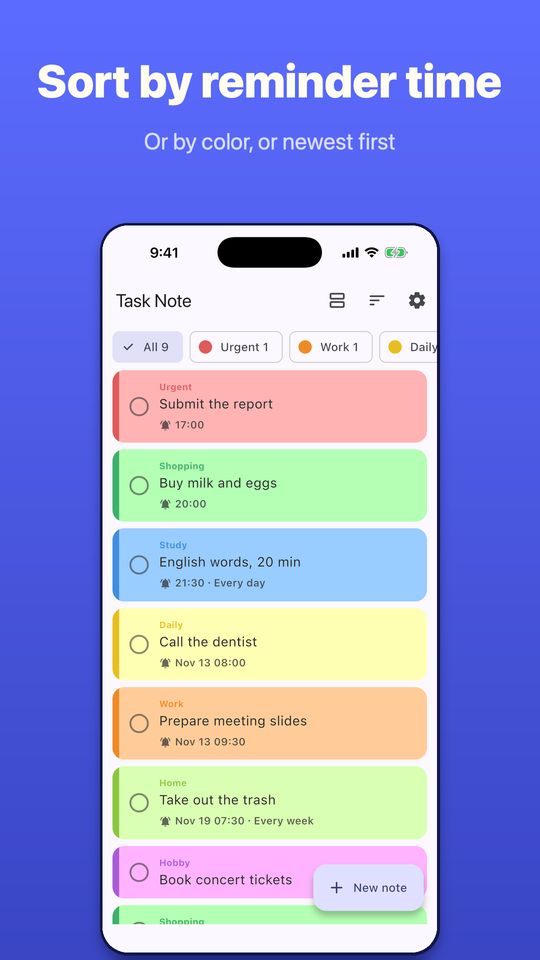 Sort by reminder time
Or by color, or newest first
9:41
Task Note
All 9
Urgent 1
Work 1
Daily
Urgent
Submit the report
17:00
Shopping
Buy milk and eggs
20:00
Study
English words, 20 min
21:30 · Every day
Daily
Call the dentist
Nov 13 08:00
Work
Prepare meeting slides
Nov 13 09:30
Home
Take out the trash
Nov 19 07:30 · Every week
Hobby
Book concert tickets
New note
Shopping